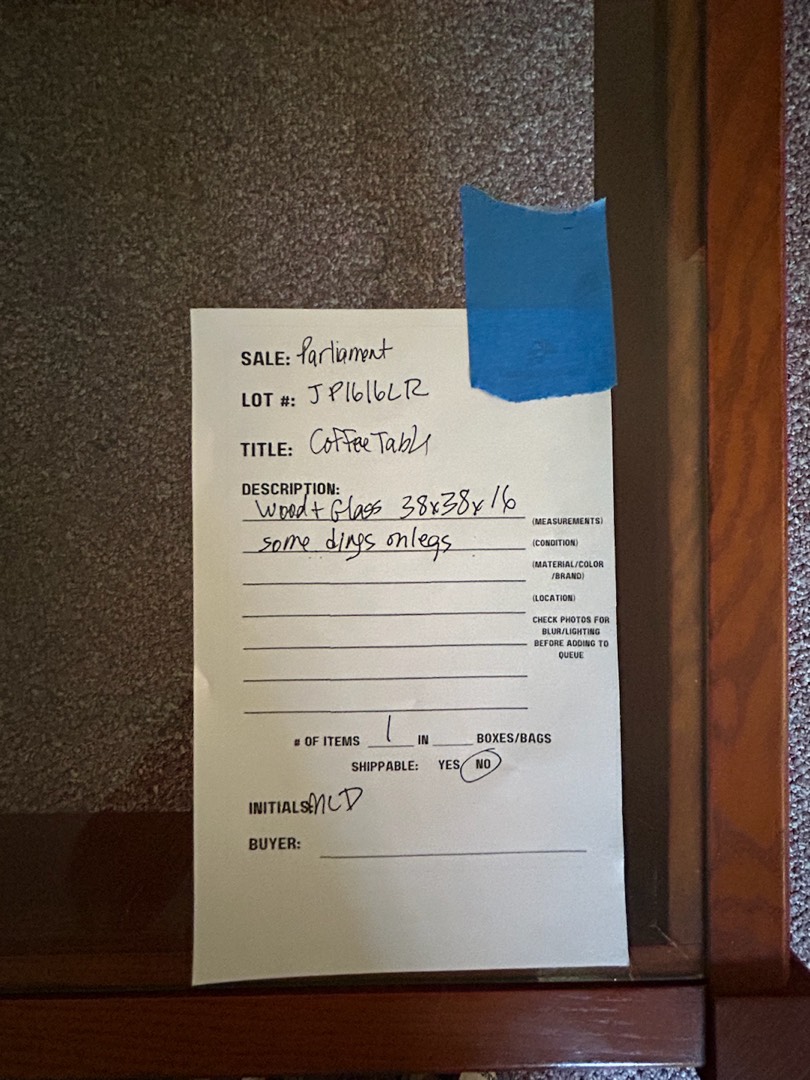 SALE: Parliament
LOT #: JP1616LR
TITLE: Coffee Table
DESCRIPTION:
Wood + Glass 38x38x16
(MEASUREMENTS)
some dings on legs
(CONDITION)
(MATERIAL/COLOR
/BRAND)
(LOCATION)
CHECK PHOTOS FOR
BLUR/LIGHTING
BEFORE ADDING TO
QUEUE
# OF ITEMS 1 IN ____ BOXES/BAGS
SHIPPABLE: YES NO
INITIALS: MCD
BUYER: